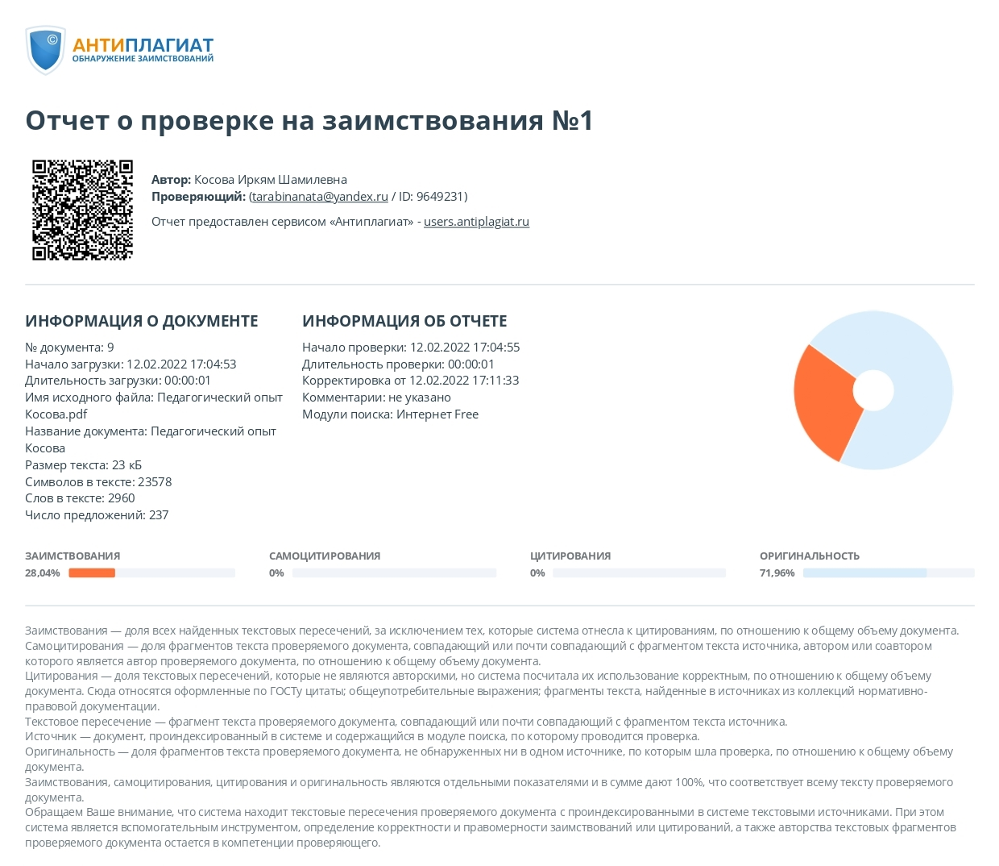 ©
АНТИПЛАГИАТ
ОБНАРУЖЕНИЕ ЗАИМСТВОВАНИЙ
Отчет о проверке на заимствования №1
Автор: Косова Иркям Шамилевна
Проверяющий: (tarabinanata@yandex.ru / ID: 9649231)
Отчет предоставлен сервисом «Антиплагиат» - users.antiplagiat.ru
ИНФОРМАЦИЯ О ДОКУМЕНТЕ
№ документа: 9
Начало загрузки: 12.02.2022 17:04:53
Длительность загрузки: 00:00:01
Имя исходного файла: Педагогический опыт
Косова.pdf
Название документа: Педагогический опыт
Косова
Размер текста: 23 кБ
Символов в тексте: 23578
Слов в тексте: 2960
Число предложений: 237
ИНФОРМАЦИЯ ОБ ОТЧЕТЕ
Начало проверки: 12.02.2022 17:04:55
Длительность проверки: 00:00:01
Корректировка от 12.02.2022 17:11:33
Комментарии: не указано
Модули поиска: Интернет Free
ЗАИМСТВОВАНИЯ
28,04%
САМОЦИТИРОВАНИЯ
0%
ЦИТИРОВАНИЯ
0%
ОРИГИНАЛЬНОСТЬ
71,96%
Заимствования — доля всех найденных текстовых пересечений, за исключением тех, которые система отнесла к цитированиям, по отношению к общему объему документа.
Самоцитирования — доля фрагментов текста проверяемого документа, совпадающий или почти совпадающий с фрагментом текста источника, автором или соавтором
которого является автор проверяемого документа, по отношению к общему объему документа.
Цитирования — доля текстовых пересечений, которые не являются авторскими, но система посчитала их использование корректным, по отношению к общему объему
документа. Сюда относятся оформленные по ГОСТу цитаты; общеупотребительные выражения; фрагменты текста, найденные в источниках из коллекций нормативно-
правовой документации.
Текстовое пересечение — фрагмент текста проверяемого документа, совпадающий или почти совпадающий с фрагментом текста источника.
Источник — документ, проиндексированный в системе и содержащийся в модуле поиска, по которому проводится проверка.
Оригинальность — доля фрагментов текста проверяемого документа, не обнаруженных ни в одном источнике, по которым шла проверка, по отношению к общему объему
документа.
Заимствования, самоцитирования, цитирования и оригинальность являются отдельными показателями и в сумме дают 100%, что соответствует всему тексту проверяемого
документа.
Обращаем Ваше внимание, что система находит текстовые пересечения проверяемого документа с проиндексированными в системе текстовыми источниками. При этом
система является вспомогательным инструментом, определение корректности и правомерности заимствований или цитирований, а также авторства текстовых фрагментов
проверяемого документа остается в компетенции проверяющего.